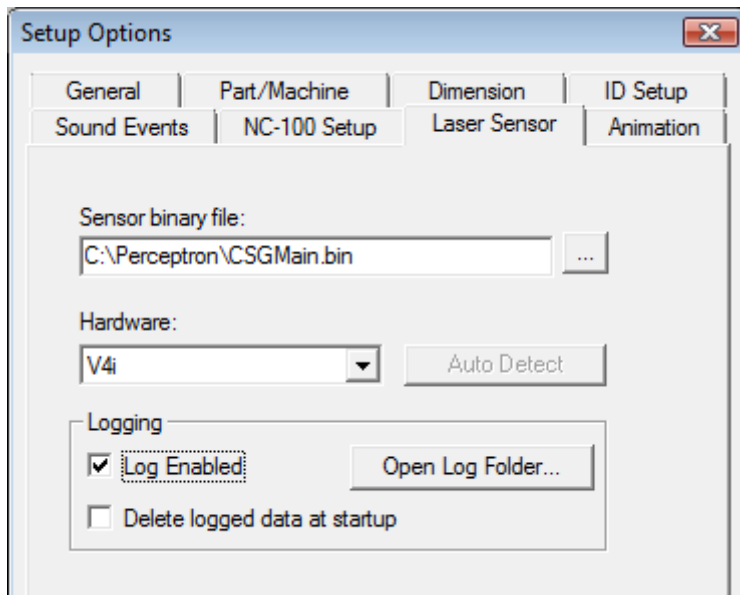 Setup Options
General Part/Machine Dimension ID Setup
Sound Events NC-100 Setup Laser Sensor Animation
Sensor binary file:
C:\Perceptron\CSGMain.bin ...
Hardware:
V4i Auto Detect
Logging
Log Enabled Open Log Folder...
Delete logged data at startup